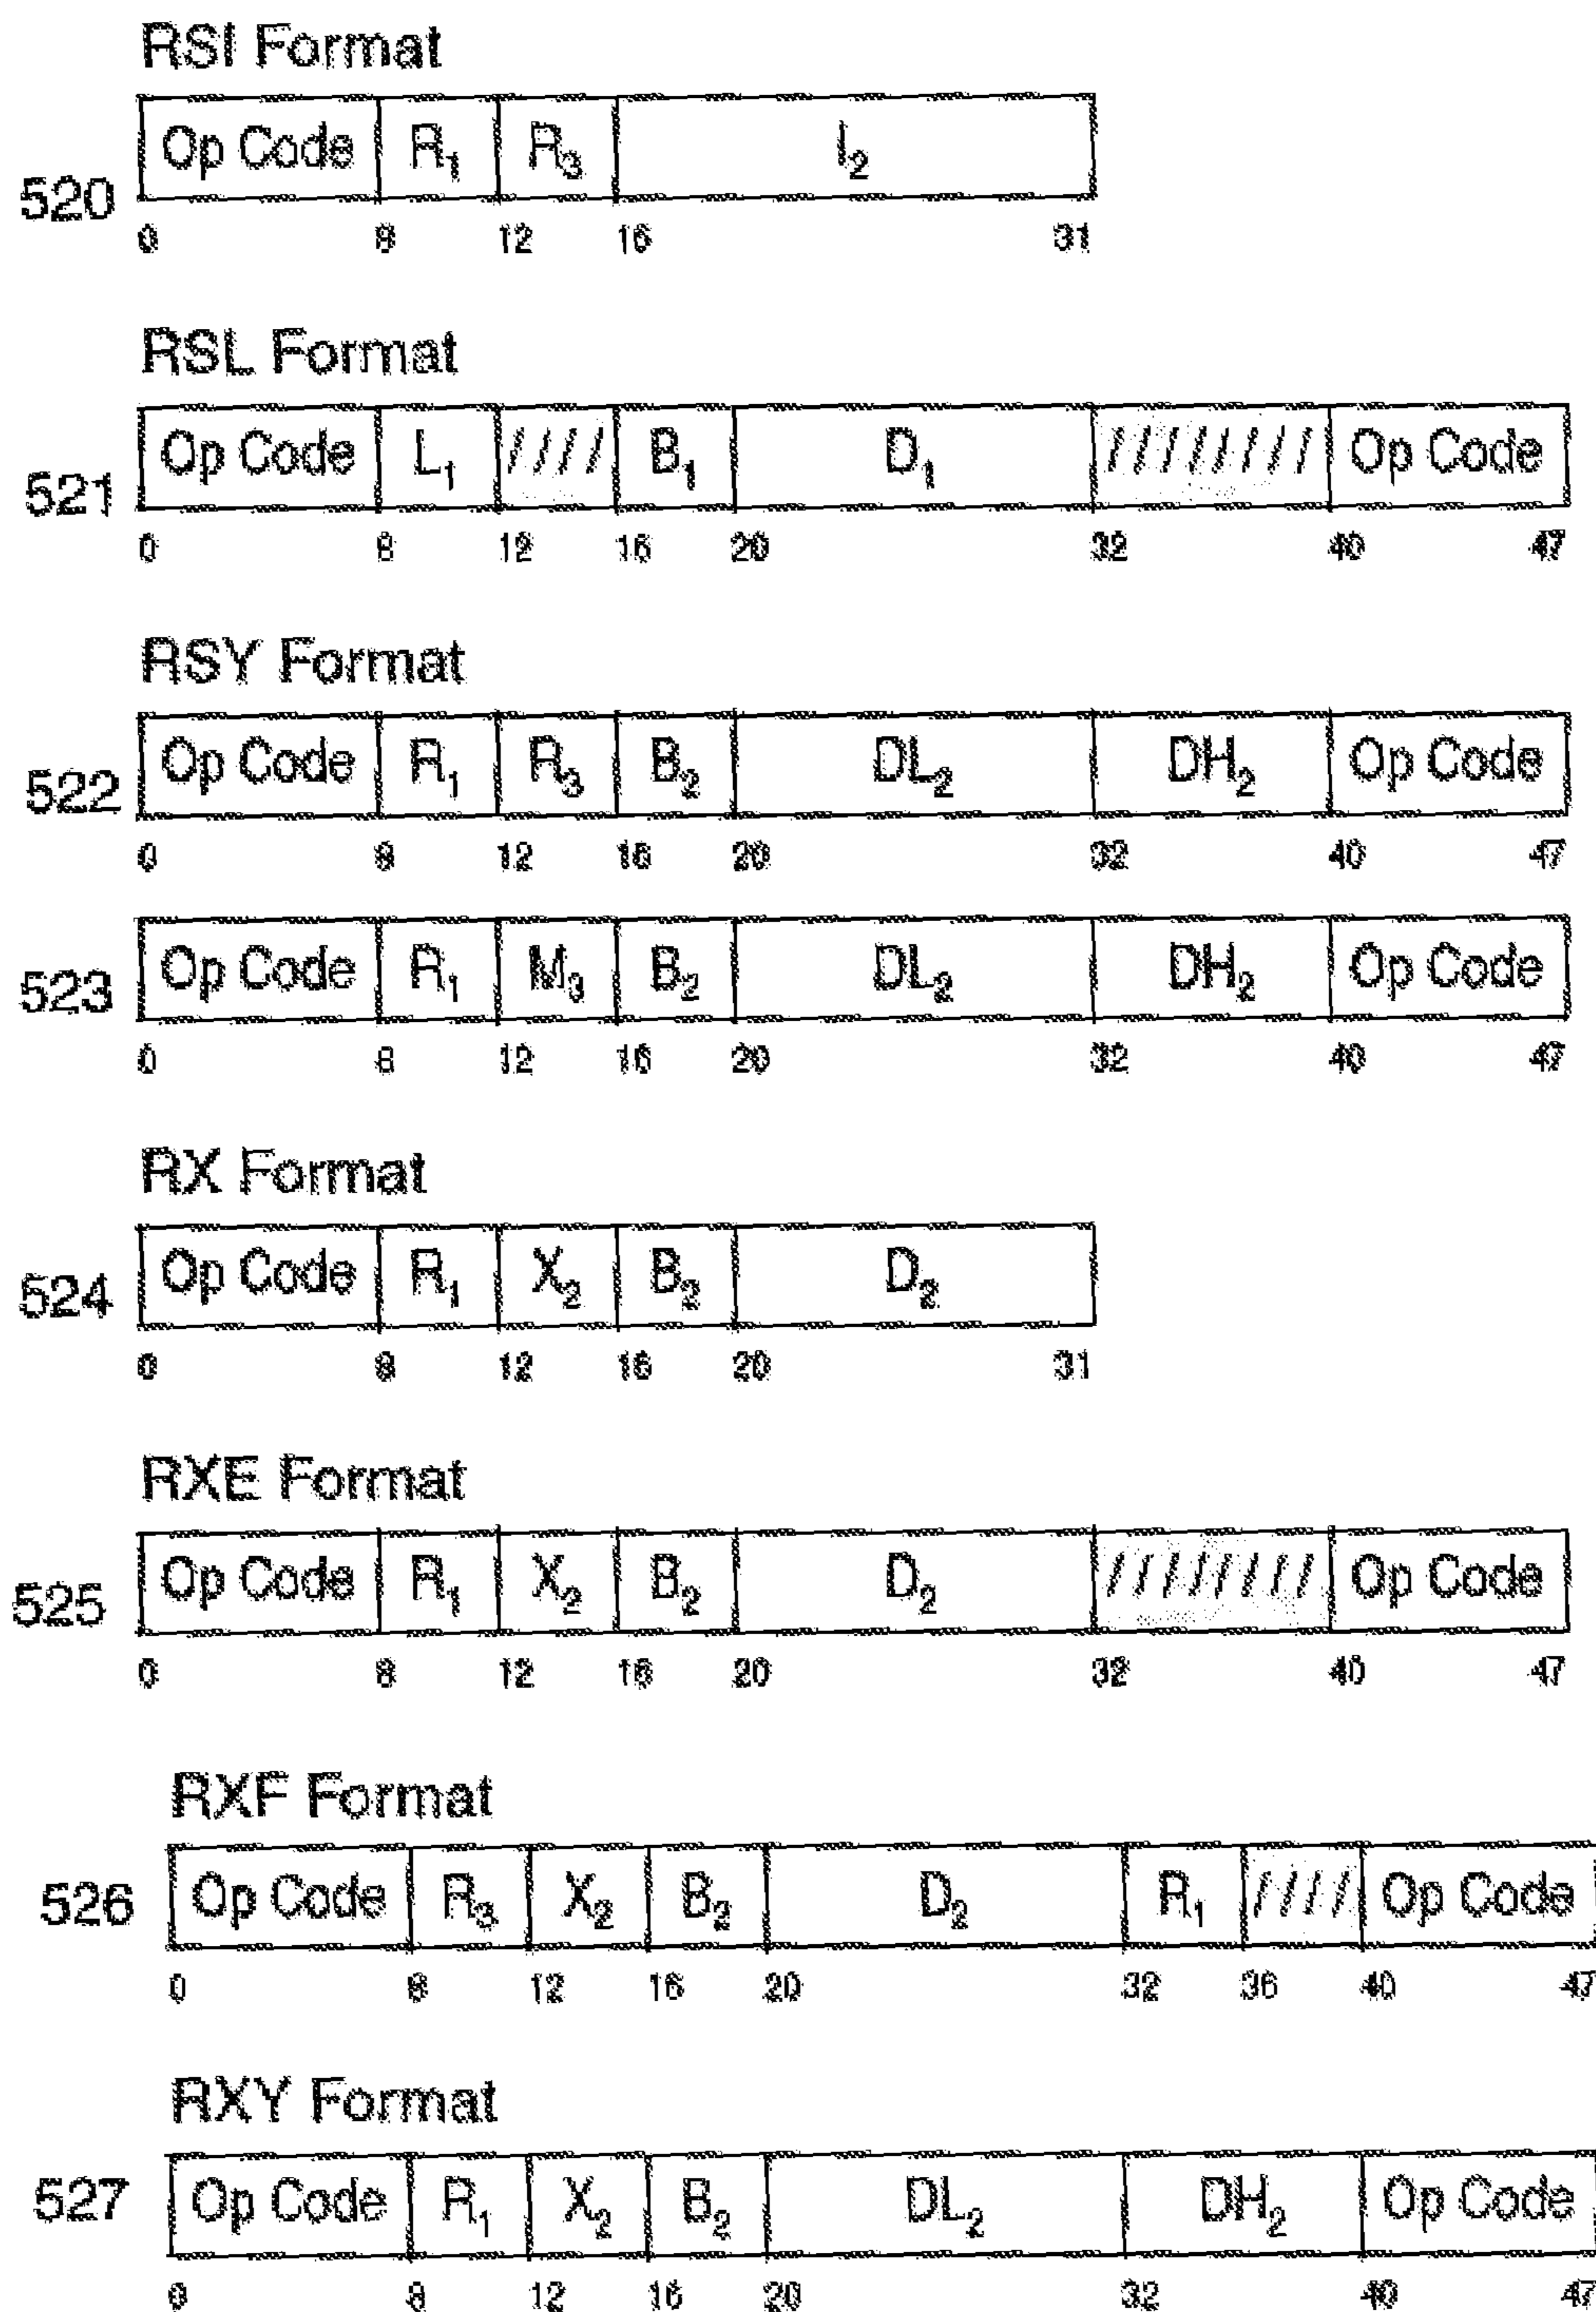 RSI Format
520 Op Code R₁ R₃ I₂
0 8 12 16 31
RSL Format
521 Op Code L₁ //// B₁ D₁ //////// Op Code
0 8 12 16 20 32 40 47
RSY Format
522 Op Code R₁ R₃ B₂ DL₂ DH₂ Op Code
0 8 12 16 20 32 40 47
523 Op Code R₁ M₃ B₂ DL₂ DH₂ Op Code
0 8 12 16 20 32 40 47
RX Format
524 Op Code R₁ X₂ B₂ D₂
0 8 12 16 20 31
RXE Format
525 Op Code R₁ X₂ B₂ D₂ //////// Op Code
0 8 12 16 20 32 40 47
RXF Format
526 Op Code R₃ X₂ B₂ D₂ R₁ //// Op Code
0 8 12 16 20 32 36 40 47
RXY Format
527 Op Code R₁ X₂ B₂ DL₂ DH₂ Op Code
0 8 12 16 20 32 40 47